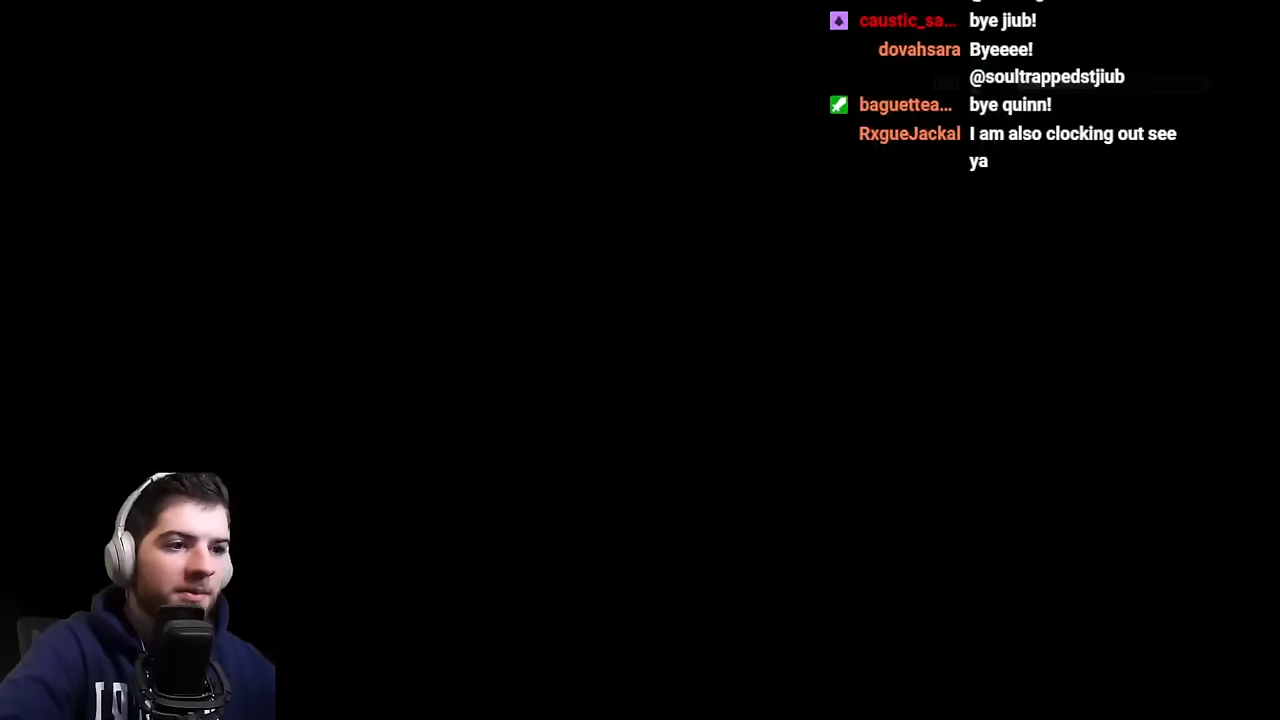 caustic_sa... bye jiub!
dovahsara Byeeee!
@soultrappedstjiub
baguettea... bye quinn!
RxgueJackal I am also clocking out see
ya